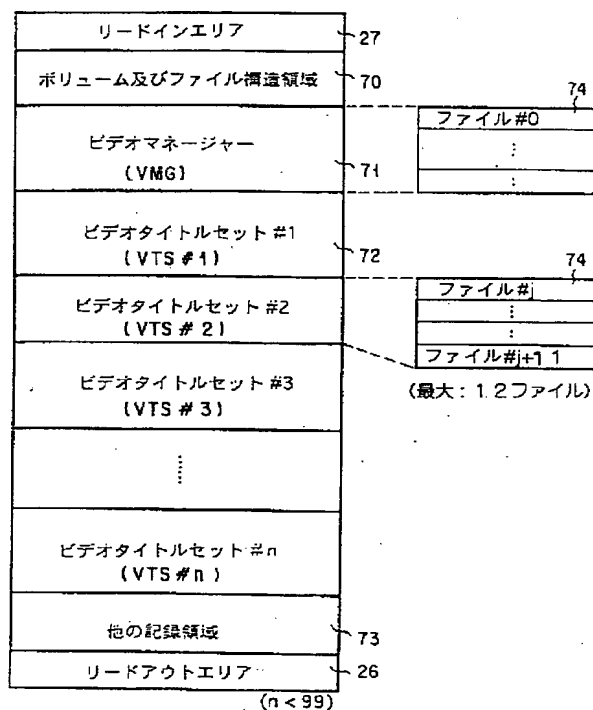 リードインエリア
27
ボリューム及びファイル構造領域
70
ビデオマネージャー
(VMG)
71
74
ファイル#0
⋮
⋮
ビデオタイトルセット #1
(VTS #1)
72
ビデオタイトルセット #2
(VTS # 2)
74
ファイル#j
⋮
⋮
ファイル#j+1 1
(最大: 1 2ファイル)
ビデオタイトルセット #3
(VTS # 3)
⋮
ビデオタイトルセット #n
(VTS #n)
他の記録領域
73
リードアウトエリア
26
(n < 99)